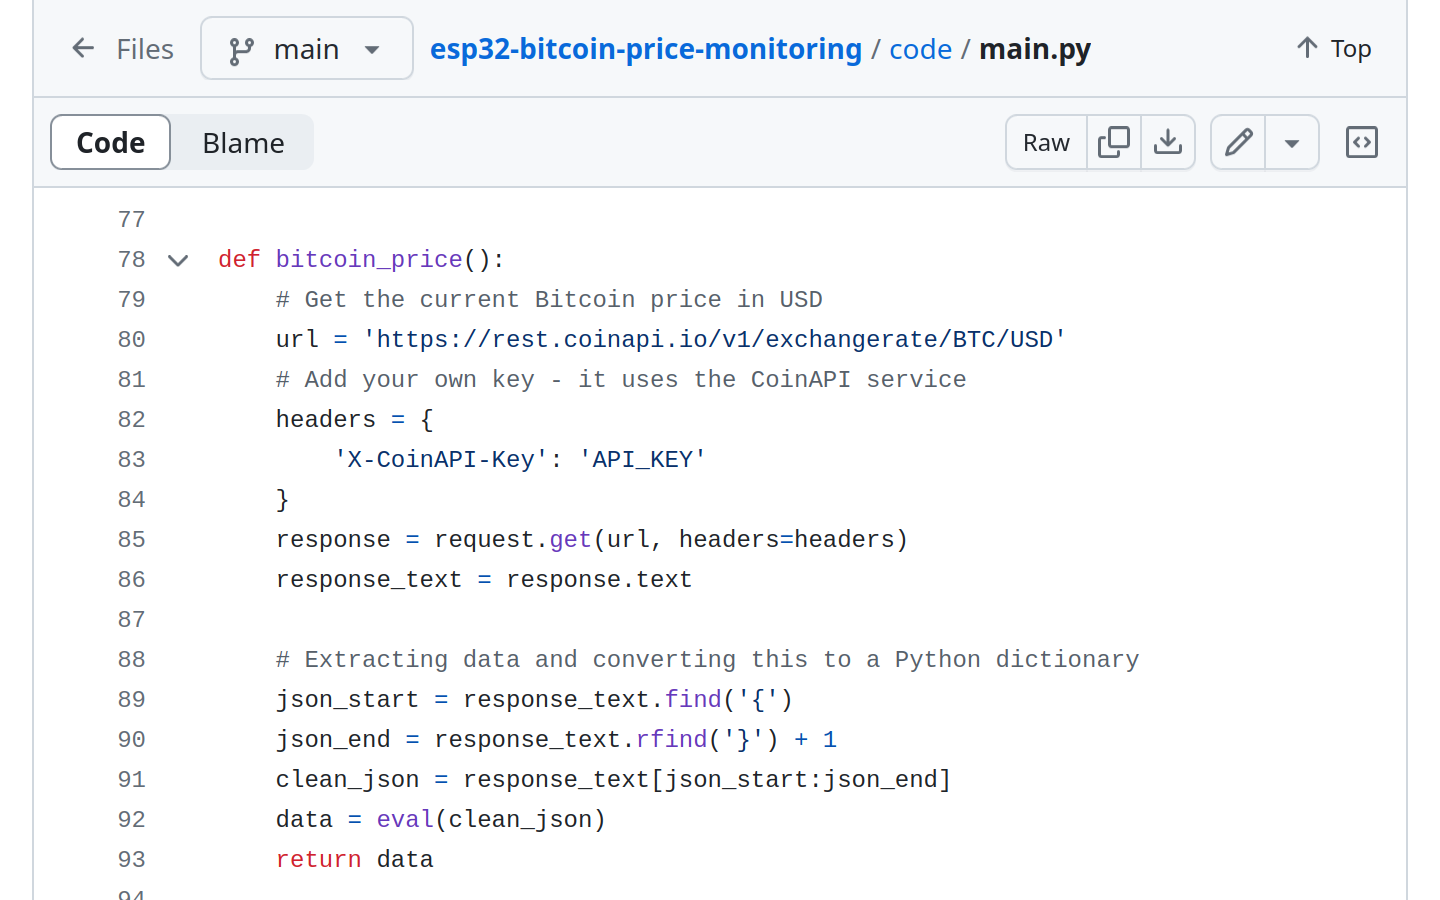 Files main esp32-bitcoin-price-monitoring / code / main.py Top
Code Blame Raw
77
78 def bitcoin_price():
79     # Get the current Bitcoin price in USD
80     url = 'https://rest.coinapi.io/v1/exchangerate/BTC/USD'
81     # Add your own key - it uses the CoinAPI service
82     headers = {
83         'X-CoinAPI-Key': 'API_KEY'
84     }
85     response = request.get(url, headers=headers)
86     response_text = response.text
87
88     # Extracting data and converting this to a Python dictionary
89     json_start = response_text.find('{')
90     json_end = response_text.rfind('}') + 1
91     clean_json = response_text[json_start:json_end]
92     data = eval(clean_json)
93     return data
94